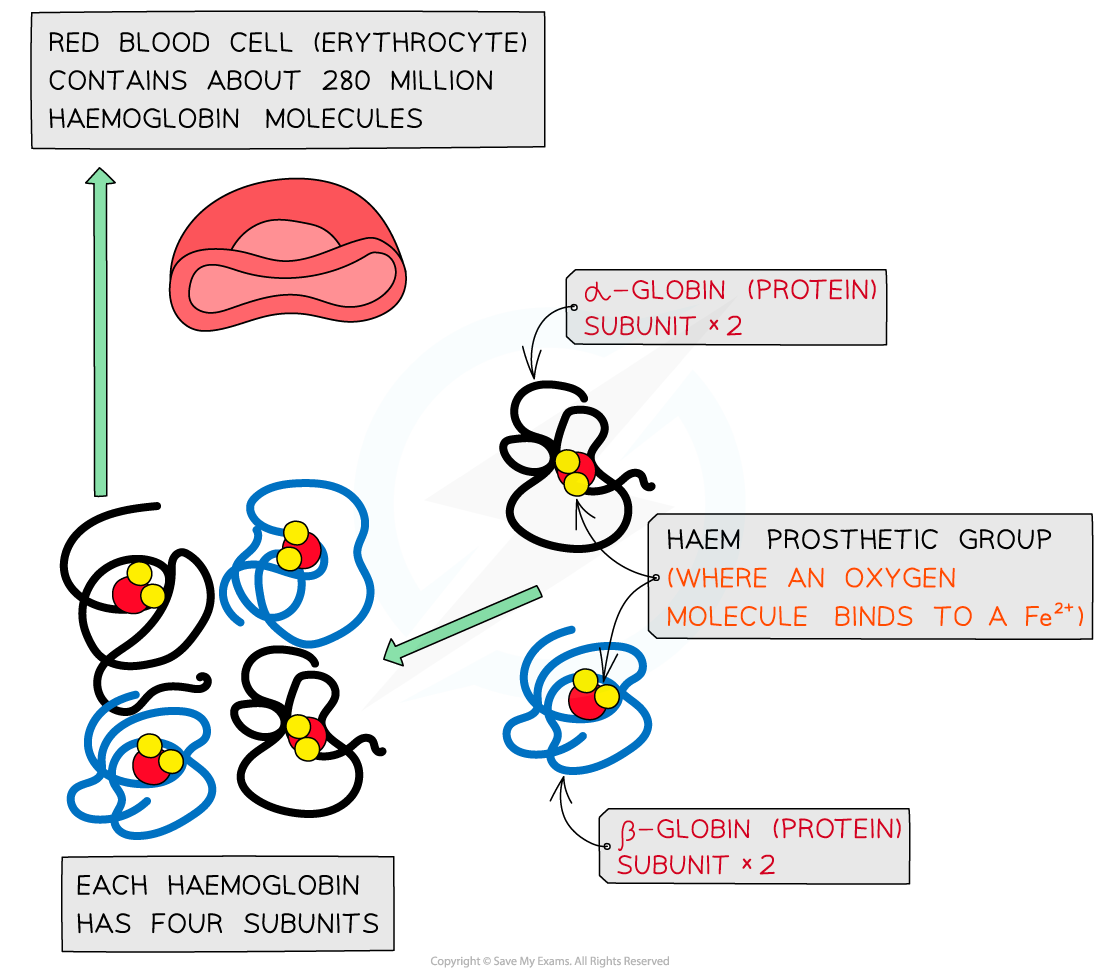 RED BLOOD CELL (ERYTHROCYTE)
CONTAINS ABOUT 280 MILLION
HAEMOGLOBIN MOLECULES
α-GLOBIN (PROTEIN)
SUBUNIT × 2
HAEM PROSTHETIC GROUP
(WHERE AN OXYGEN
MOLECULE BINDS TO A Fe²⁺)
β-GLOBIN (PROTEIN)
SUBUNIT × 2
EACH HAEMOGLOBIN
HAS FOUR SUBUNITS
Copyright © Save My Exams. All Rights Reserved